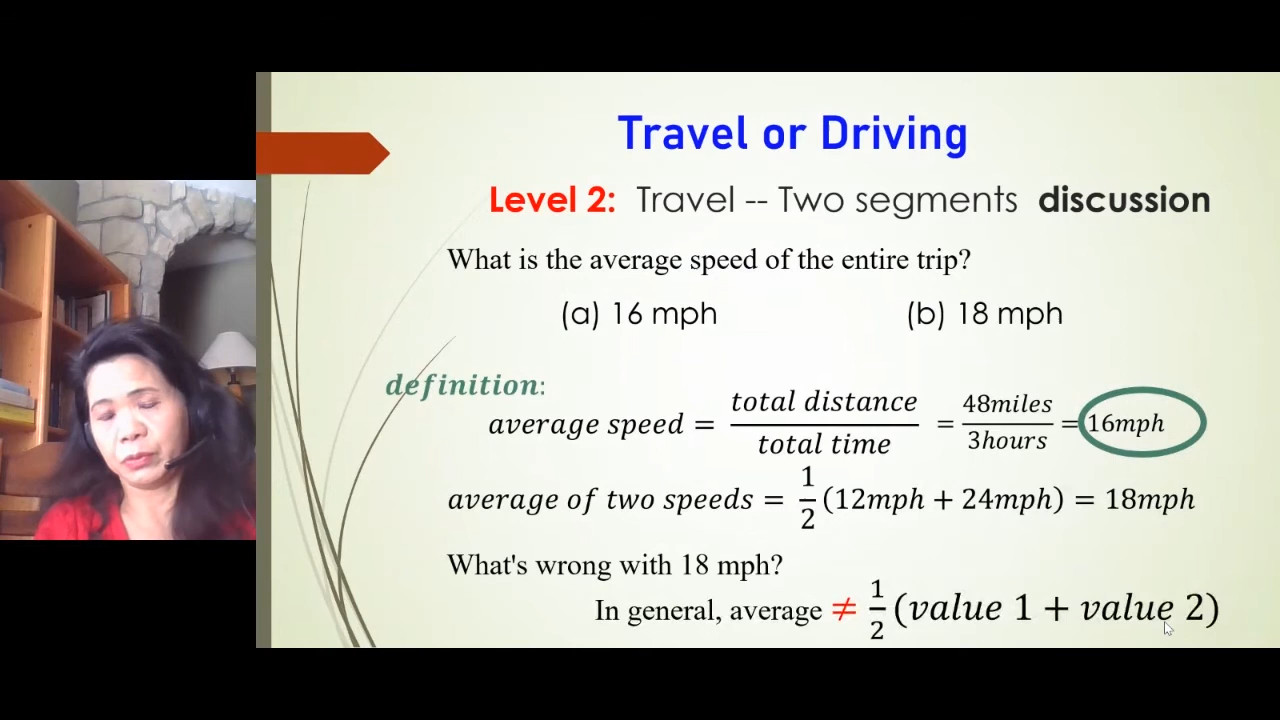 Travel or Driving
Level 2: Travel -- Two segments discussion
What is the average speed of the entire trip?
(a) 16 mph (b) 18 mph
definition:
average speed = total distance / total time = 48miles / 3hours = 16mph
average of two speeds = 1/2 (12mph + 24mph) = 18mph
What's wrong with 18 mph?
In general, average ≠ 1/2 (value 1 + value 2)